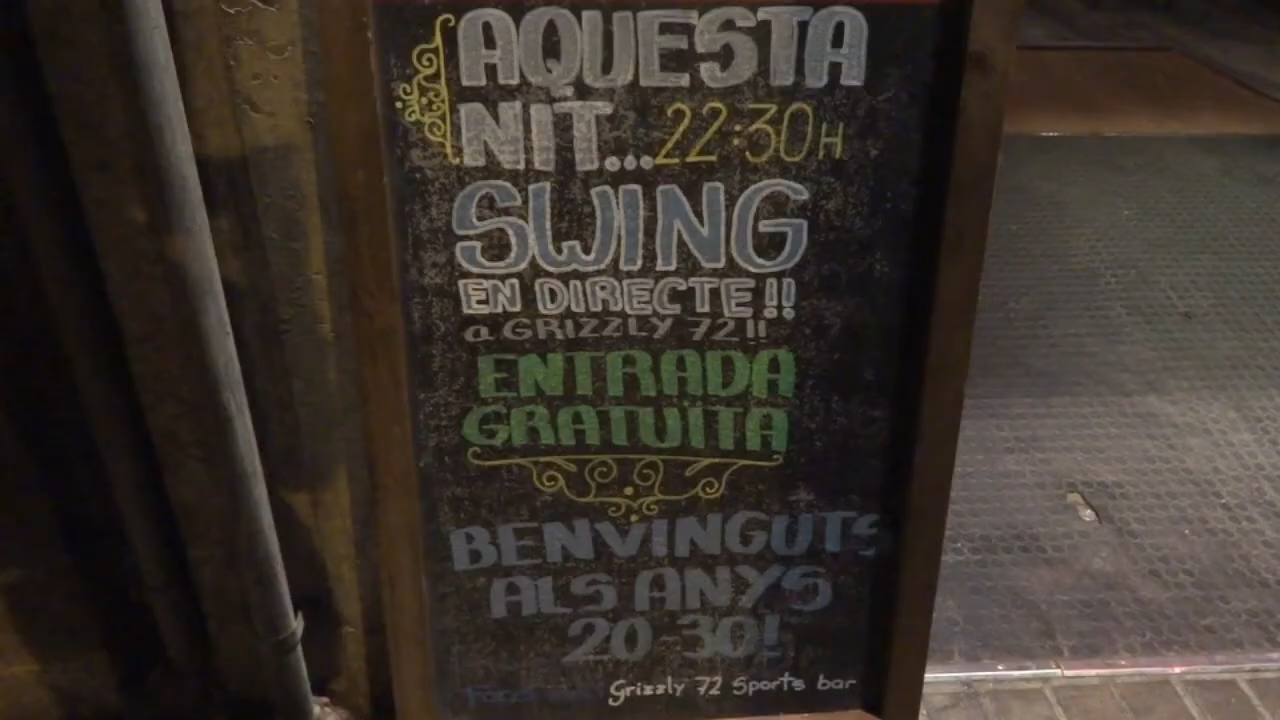 AQUESTA
NIT... 22:30H
SWING
EN DIRECTE!!
a GRIZZLY 72!!
ENTRADA
GRATUÏTA
BENVINGUTS
ALS ANYS
20-30!
Grizzly 72 Sports bar